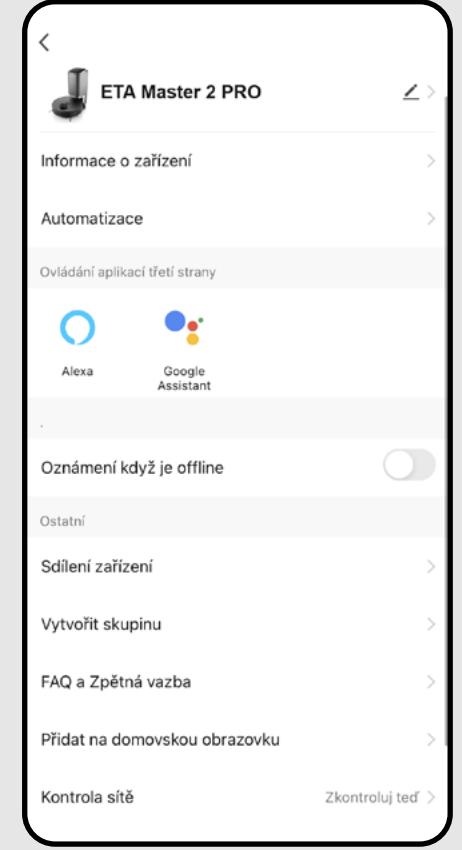 ETA Master 2 PRO
Informace o zařízení
Automatizace
Ovládání aplikací třetí strany
Alexa
Google
Assistant
.
Oznámení když je offline
Ostatní
Sdílení zařízení
Vytvořit skupinu
FAQ a Zpětná vazba
Přidat na domovskou obrazovku
Kontrola sítě Zkontroluj teď